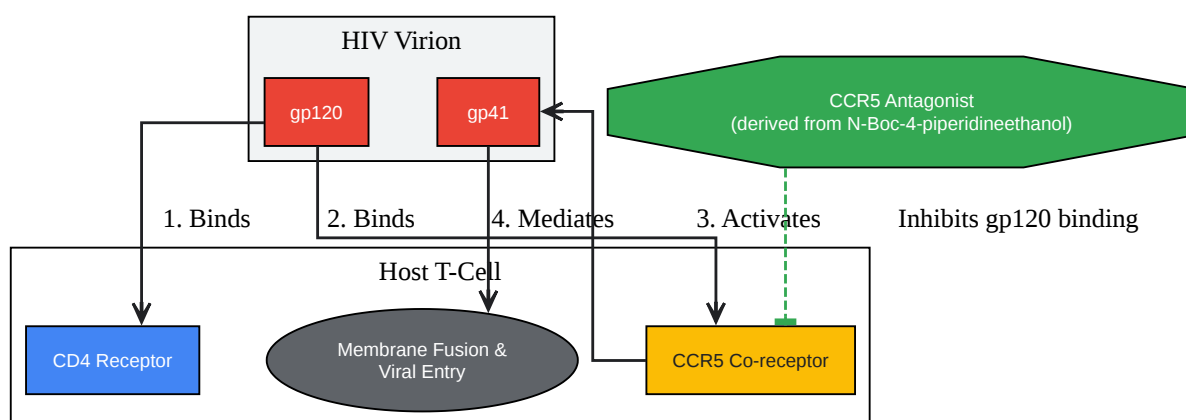 HIV Virion
gp120
gp41
CCR5 Antagonist
(derived from N-Boc-4-piperidineethanol)
1. Binds
2. Binds
4. Mediates
3. Activates
Inhibits gp120 binding
Host T-Cell
CD4 Receptor
Membrane Fusion &
Viral Entry
CCR5 Co-receptor